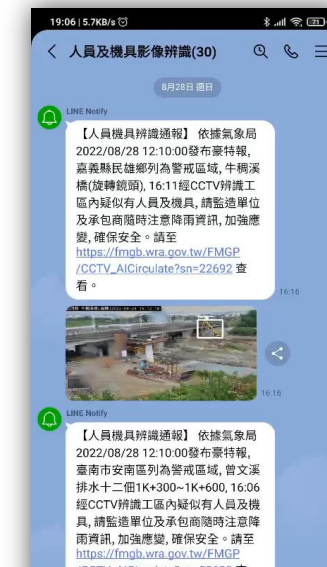 19:06 | 5.7KB/s
21
人員及機具影像辨識(30)
8月28日 週日
LINE Notify
【人員機具辨識通報】 依據氣象局
2022/08/28 12:10:00發布豪特報,
嘉義縣民雄鄉列為警戒區域, 牛稠溪
橋(旋轉鏡頭), 16:11經CCTV辨識工
區內疑似有人員及機具, 請監造單位
及承包商隨時注意降雨資訊, 加強應
變, 確保安全。請至
https://fmgb.wra.gov.tw/FMGP
/CCTV_AICirculate?sn=22692 查
看。
16:16
16:16
LINE Notify
【人員機具辨識通報】 依據氣象局
2022/08/28 12:10:00發布豪特報,
臺南市安南區列為警戒區域, 曾文溪
排水十二佃1K+300~1K+600, 16:06
經CCTV辨識工區內疑似有人員及機
具, 請監造單位及承包商隨時注意降
雨資訊, 加強應變, 確保安全。請至
https://fmgb.wra.gov.tw/FMGP